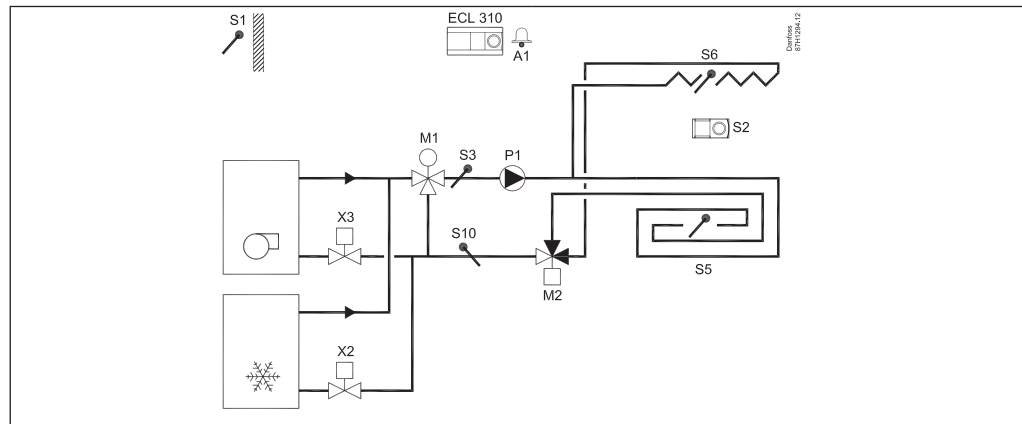 S1
ECL 310
A1
Danfoss
87H1294.12
S6
S2
M1
S3
P1
X3
S10
S5
M2
X2